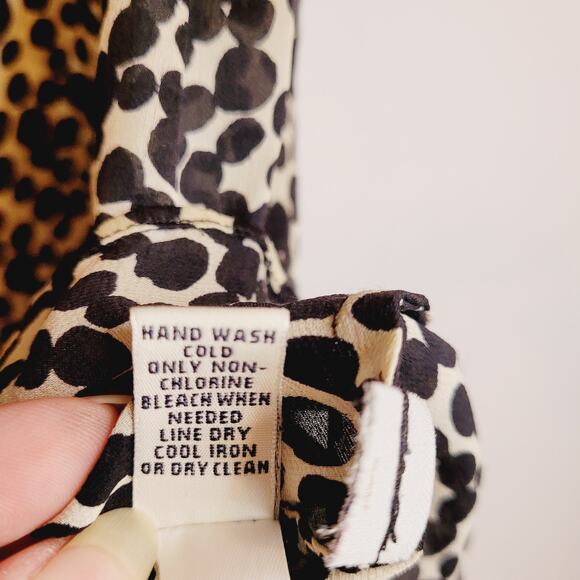 HAND WASH
COLD
ONLY NON-
CHLORINE
BLEACH WHEN
NEEDED
LINE DRY
COOL IRON
OR DRY CLEAN